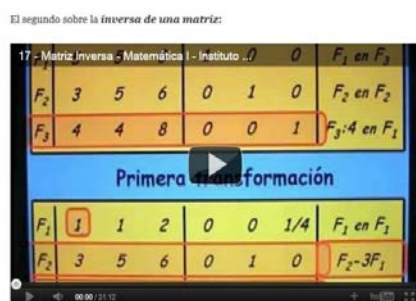 El segundo sobre la inversa de una matriz:
17 - Matriz Inversa - Matemática I - Instituto ...
0 0 F₁ en F₃
F₂ 3 5 6 0 1 0 F₂ en F₂
F₃ 4 4 8 0 0 1 F₃:4 en F₁
Primera transformación
F₁ 1 1 2 0 0 1/4 F₁ en F₁
F₂ 3 5 6 0 1 0 F₂-3F₁
00:00 / 21:12